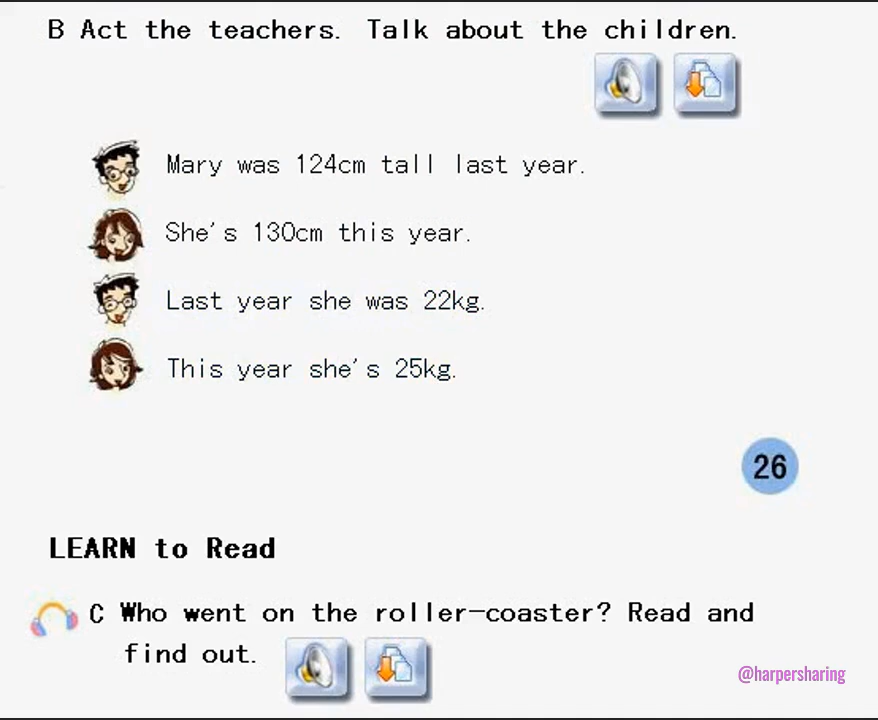 B Act the teachers. Talk about the children.
Mary was 124cm tall last year.
She's 130cm this year.
Last year she was 22kg.
This year she's 25kg.
26
LEARN to Read
C Who went on the roller-coaster? Read and
find out.
@harpersharing